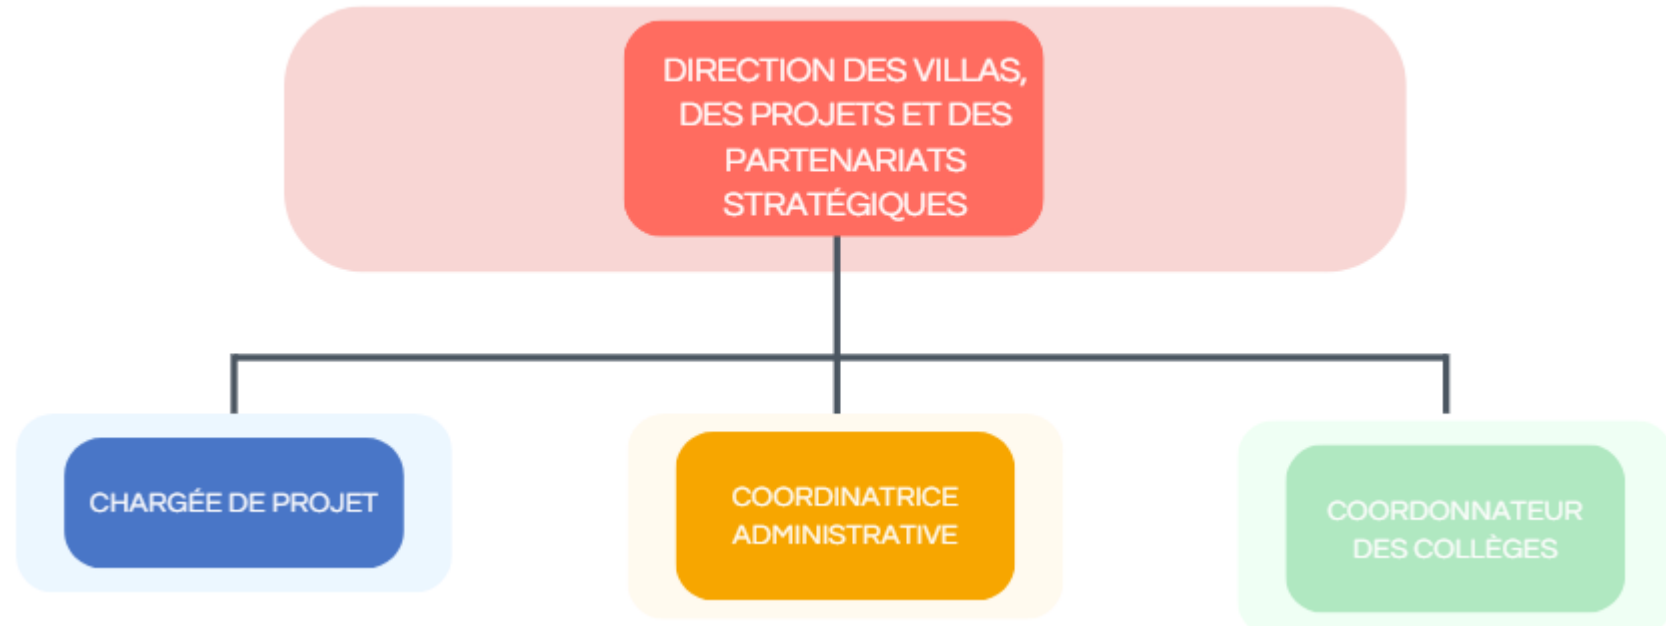 DIRECTION DES VILLAS,
DES PROJETS ET DES
PARTENARIATS
STRATÉGIQUES
CHARGÉE DE PROJET
COORDINATRICE
ADMINISTRATIVE
COORDONNATEUR
DES COLLÈGES